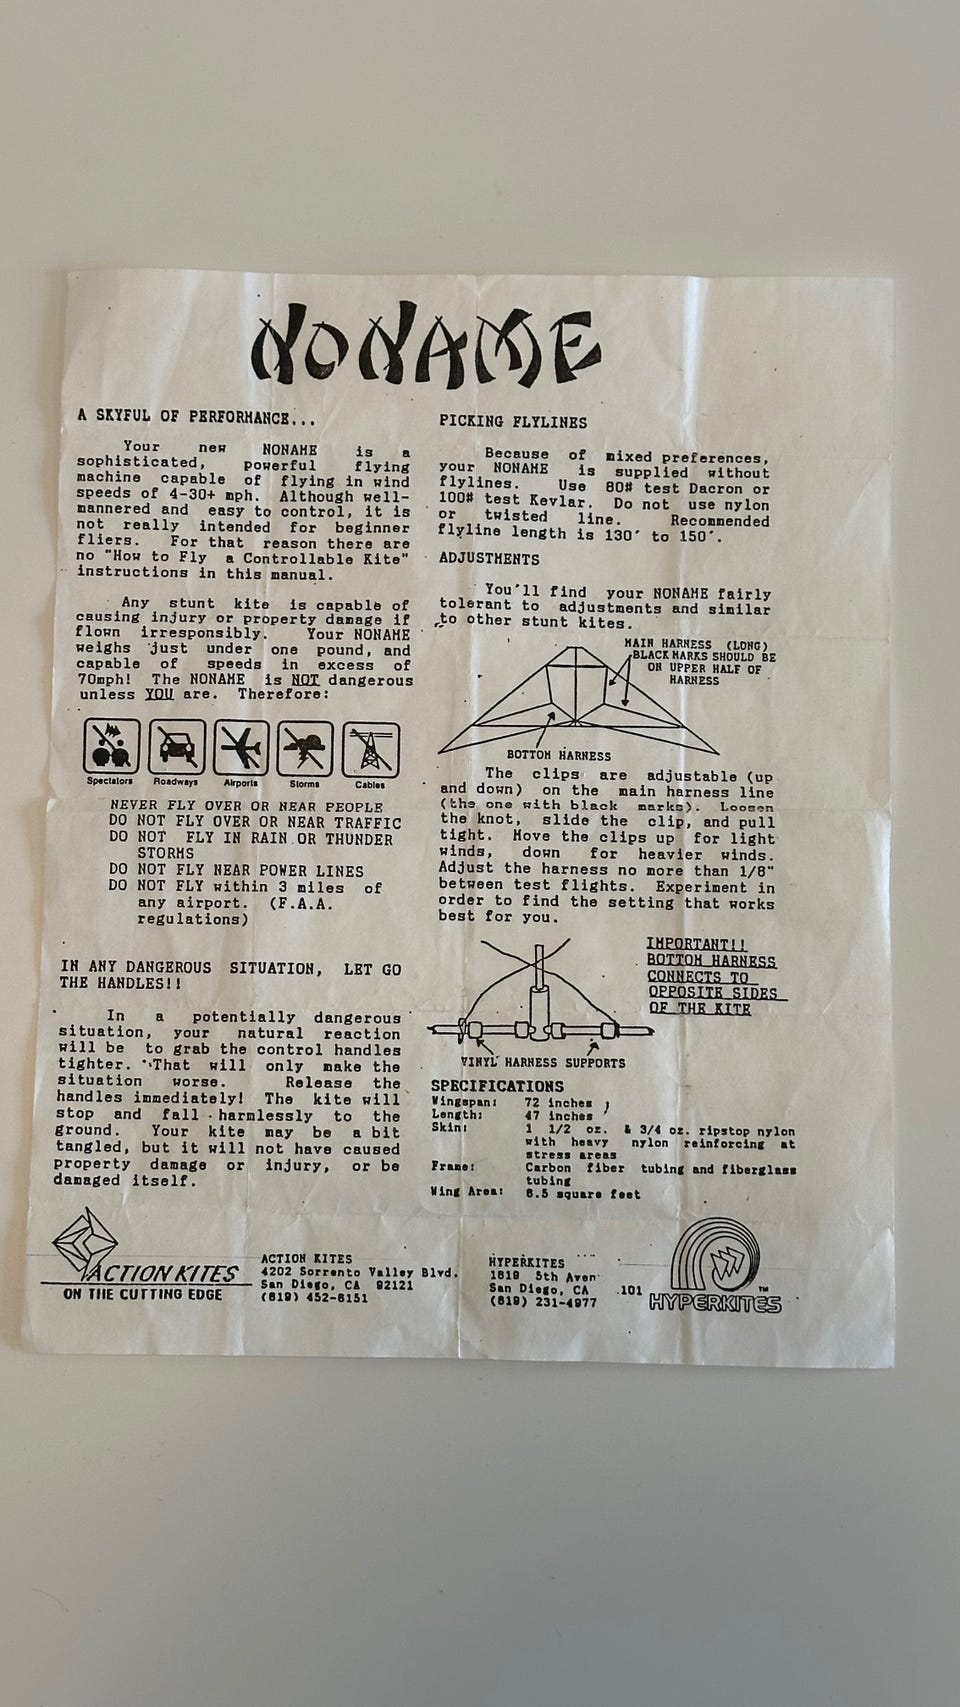 NONAME
A SKYFUL OF PERFORMANCE...
Your new NONAME is a
sophisticated, powerful flying
machine capable of flying in wind
speeds of 4-30+ mph. Although well-
mannered and easy to control, it is
not really intended for beginner
fliers. For that reason there are
no "How to Fly a Controllable Kite"
instructions in this manual.
Any stunt kite is capable of
causing injury or property damage if
flown irresponsibly. Your NONAME
weighs just under one pound, and
capable of speeds in excess of
70mph! The NONAME is NOT dangerous
unless YOU are. Therefore:
Spectators Roadways Airports Storms Cables
NEVER FLY OVER OR NEAR PEOPLE
DO NOT FLY OVER OR NEAR TRAFFIC
DO NOT FLY IN RAIN OR THUNDER
STORMS
DO NOT FLY NEAR POWER LINES
DO NOT FLY within 3 miles of
any airport. (F.A.A.
regulations)
IN ANY DANGEROUS SITUATION, LET GO
THE HANDLES!!
In a potentially dangerous
situation, your natural reaction
will be to grab the control handles
tighter. That will only make the
situation worse. Release the
handles immediately! The kite will
stop and fall harmlessly to the
ground. Your kite may be a bit
tangled, but it will not have caused
property damage or injury, or be
damaged itself.
PICKING FLYLINES
Because of mixed preferences,
your NONAME is supplied without
flylines. Use 80# test Dacron or
100# test Kevlar. Do not use nylon
or twisted line. Recommended
flyline length is 130' to 150'.
ADJUSTMENTS
You'll find your NONAME fairly
tolerant to adjustments and similar
to other stunt kites.
MAIN HARNESS (LONG)
BLACK MARKS SHOULD BE
ON UPPER HALF OF
HARNESS
BOTTOM HARNESS
The clips are adjustable (up
and down) on the main harness line
(the one with black marks). Loosen
the knot, slide the clip, and pull
tight. Move the clips up for light
winds, down for heavier winds.
Adjust the harness no more than 1/8"
between test flights. Experiment in
order to find the setting that works
best for you.
IMPORTANT!!
BOTTOM HARNESS
CONNECTS TO
OPPOSITE SIDES
OF THE KITE
VINYL HARNESS SUPPORTS
SPECIFICATIONS
Wingspan: 72 inches
Length: 47 inches
Skin: 1 1/2 oz. & 3/4 oz. ripstop nylon
with heavy nylon reinforcing at
stress areas
Frame: Carbon fiber tubing and fiberglass
tubing
Wing Area: 6.5 square feet
ACTION KITES
ON THE CUTTING EDGE
ACTION KITES
4202 Sorrento Valley Blvd.
San Diego, CA 92121
(619) 452-6151
HYPERKITES
1819 5th Aven
San Diego, CA 101
(619) 231-4977
HYPERKITES TM